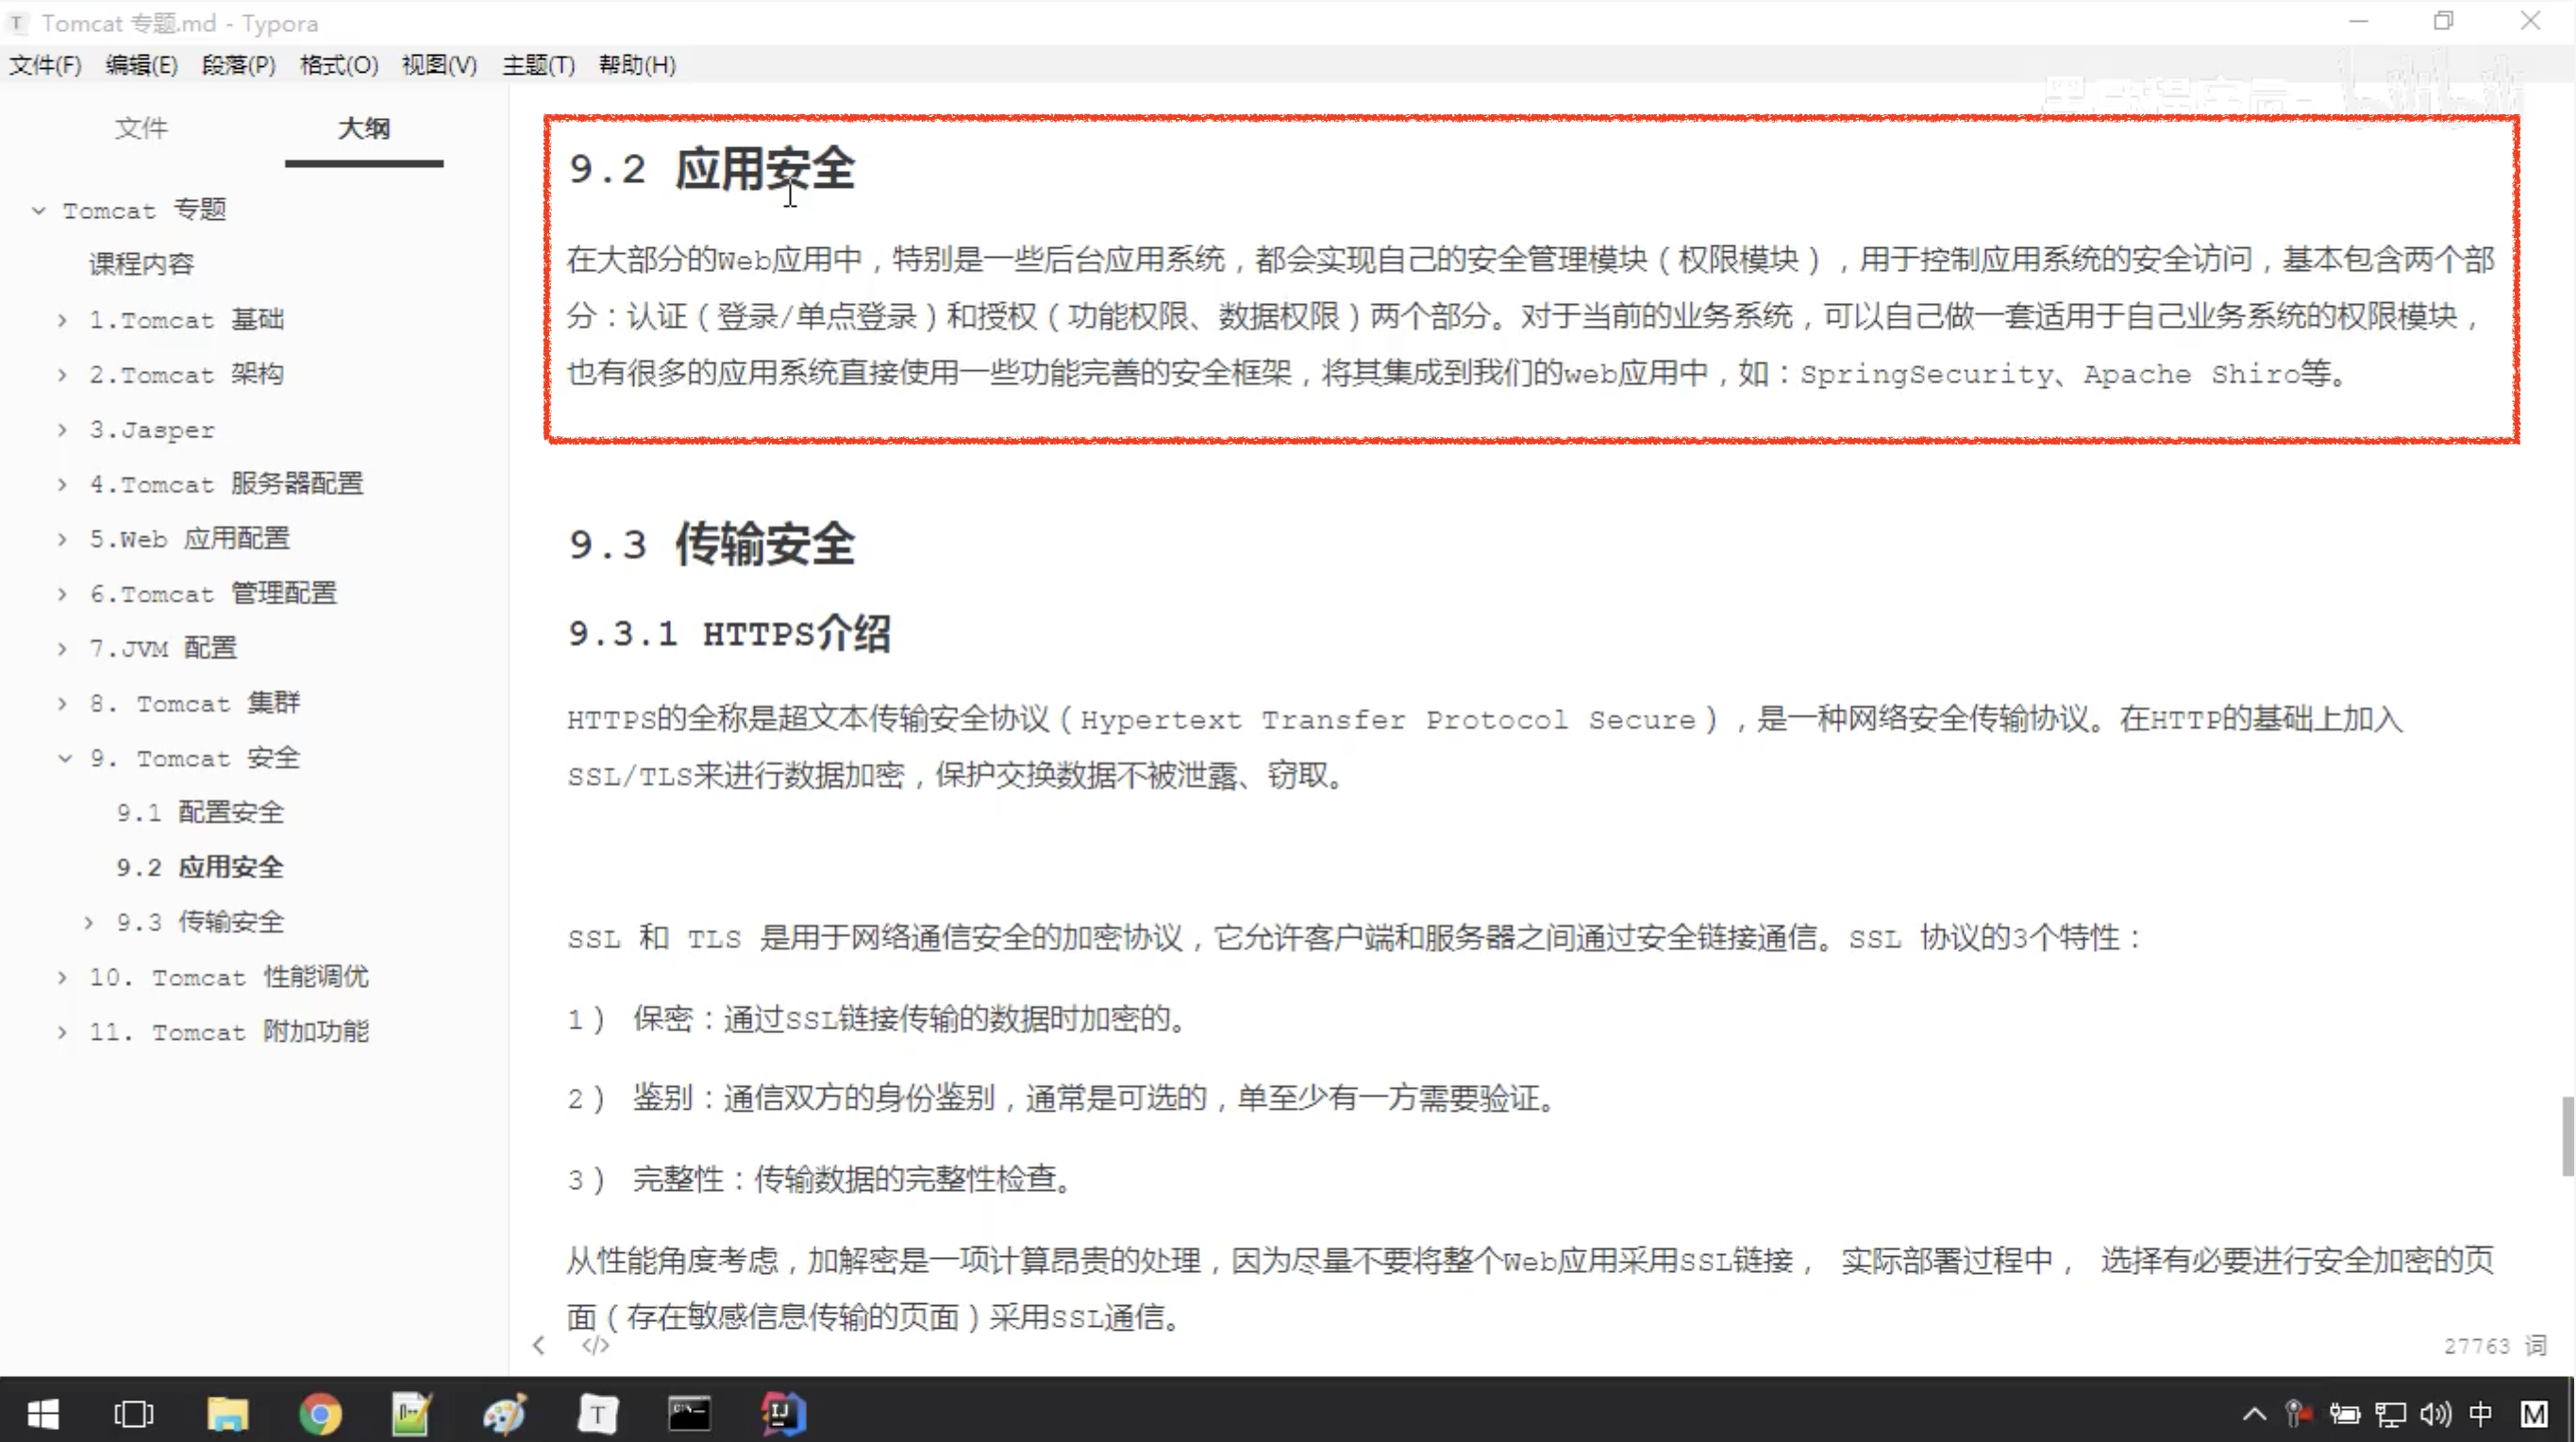 Tomcat 专题.md - Typora
文件(F) 编辑(E) 段落(P) 格式(O) 视图(V) 主题(T) 帮助(H)
文件 大纲
Tomcat 专题
课程内容
1.Tomcat 基础
2.Tomcat 架构
3.Jasper
4.Tomcat 服务器配置
5.Web 应用配置
6.Tomcat 管理配置
7.JVM 配置
8. Tomcat 集群
9. Tomcat 安全
9.1 配置安全
9.2 应用安全
9.3 传输安全
10. Tomcat 性能调优
11. Tomcat 附加功能
9.2 应用安全
在大部分的Web应用中，特别是一些后台应用系统，都会实现自己的安全管理模块（权限模块），用于控制应用系统的安全访问，基本包含两个部
分：认证（登录/单点登录）和授权（功能权限、数据权限）两个部分。对于当前的业务系统，可以自己做一套适用于自己业务系统的权限模块，
也有很多的应用系统直接使用一些功能完善的安全框架，将其集成到我们的web应用中，如：SpringSecurity、Apache Shiro等。
9.3 传输安全
9.3.1 HTTPS介绍
HTTPS的全称是超文本传输安全协议（Hypertext Transfer Protocol Secure），是一种网络安全传输协议。在HTTP的基础上加入
SSL/TLS来进行数据加密，保护交换数据不被泄露、窃取。
SSL 和 TLS 是用于网络通信安全的加密协议，它允许客户端和服务器之间通过安全链接通信。SSL 协议的3个特性：
1） 保密：通过SSL链接传输的数据时加密的。
2） 鉴别：通信双方的身份鉴别，通常是可选的，单至少有一方需要验证。
3） 完整性：传输数据的完整性检查。
从性能角度考虑，加解密是一项计算昂贵的处理，因为尽量不要将整个Web应用采用SSL链接， 实际部署过程中， 选择有必要进行安全加密的页
面（存在敏感信息传输的页面）采用SSL通信。
27763 词
中 M